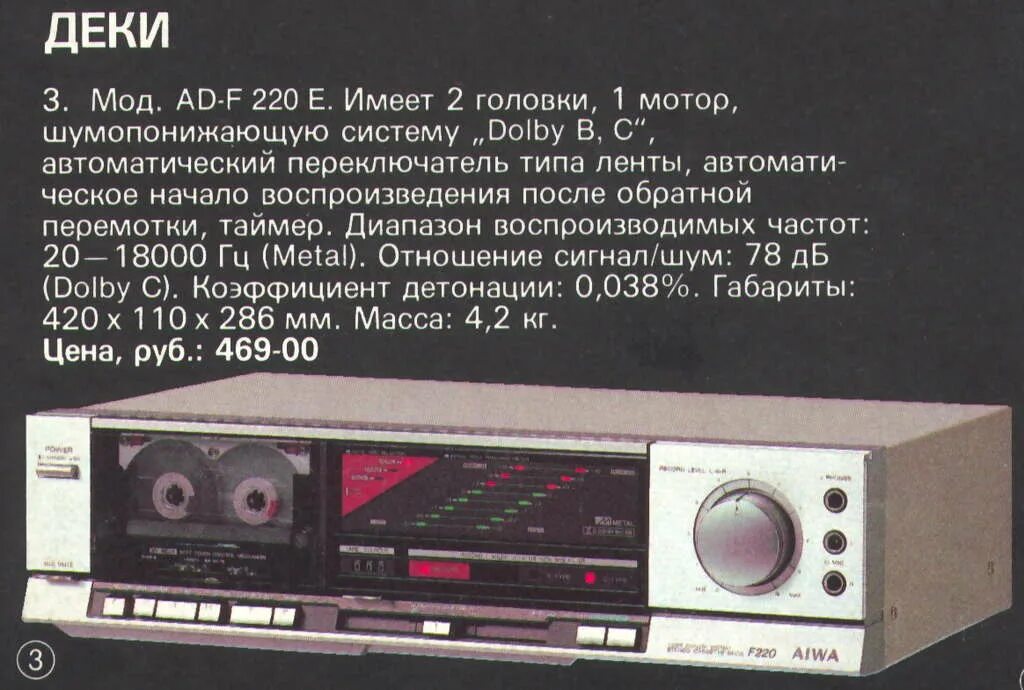 ДЕКИ
3. Мод. AD-F 220 E. Имеет 2 головки, 1 мотор,
шумопонижающую систему „Dolby B, C“,
автоматический переключатель типа ленты, автомати-
ческое начало воспроизведения после обратной
перемотки, таймер. Диапазон воспроизводимых частот:
20—18000 Гц (Metal). Отношение сигнал/шум: 78 дБ
(Dolby C). Коэффициент детонации: 0,038%. Габариты:
420 x 110 x 286 мм. Масса: 4,2 кг.
Цена, руб.: 469-00
POWER
RECORD LEVEL
METAL
F220 AIWA
3